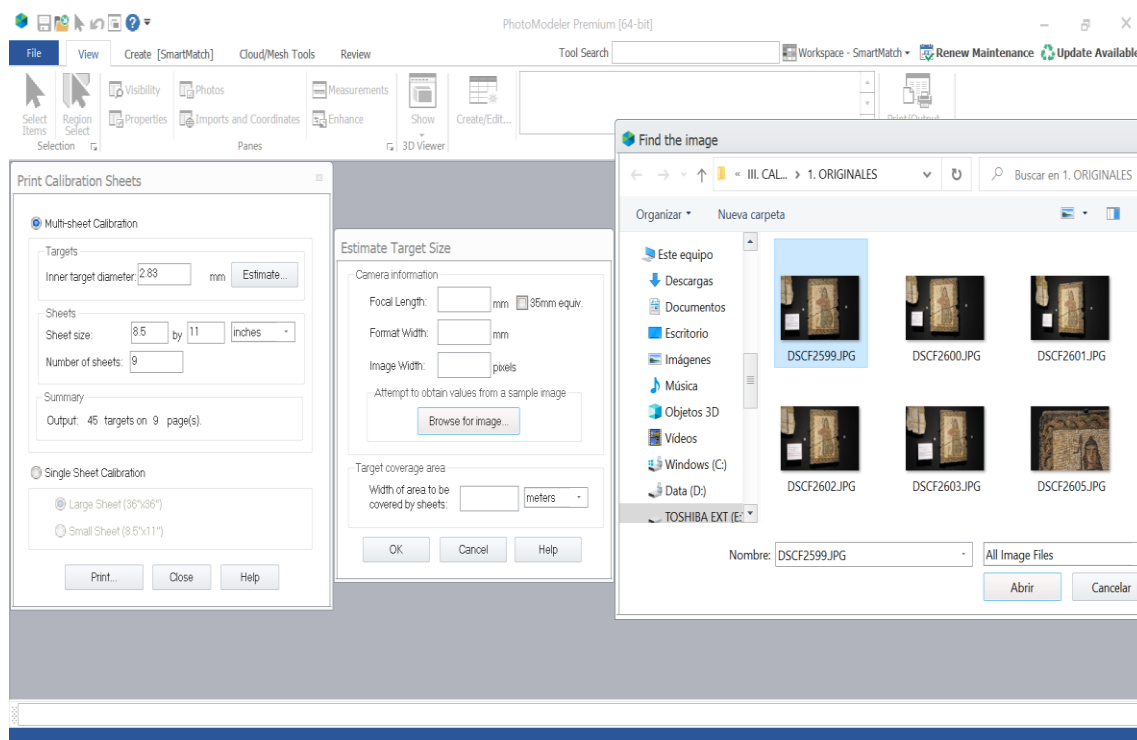 PhotoModeler Premium [64-bit]
File View Create [SmartMatch] Cloud/Mesh Tools Review Tool Search Workspace - SmartMatch Renew Maintenance Update Available
Select Items
Region Select
Visibility Photos Measurements
Properties Imports and Coordinates Enhance
Show Create/Edit...
Print/Output
Selection Panes 3D Viewer
Print Calibration Sheets
Multi-sheet Calibration
Targets
Inner target diameter: 2.83 mm Estimate...
Sheets
Sheet size: 8.5 by 11 inches
Number of sheets: 9
Summary
Output: 45 targets on 9 page(s).
Single Sheet Calibration
Large Sheet (36"x36")
Small Sheet (8.5"x11")
Print... Close Help
Estimate Target Size
Camera information
Focal Length: mm 35mm equiv.
Format Width: mm
Image Width: pixels
Attempt to obtain values from a sample image
Browse for image...
Target coverage area
Width of area to be
covered by sheets: meters
OK Cancel Help
Find the image
« III. CAL... > 1. ORIGINALES Buscar en 1. ORIGINALES
Organizar Nueva carpeta
Este equipo
Descargas
Documentos
Escritorio
Imágenes
Música
Objetos 3D
Vídeos
Windows (C:)
Data (D:)
TOSHIBA EXT (E:
DSCF2599.JPG DSCF2600.JPG DSCF2601.JPG
DSCF2602.JPG DSCF2603.JPG DSCF2605.JPG
Nombre: DSCF2599.JPG All Image Files
Abrir Cancelar